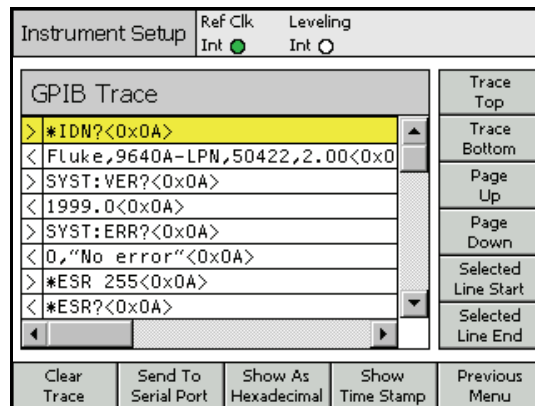 Instrument Setup
Ref Clk Leveling
Int Int
GPIB Trace
> *IDN?<0x0A>
< Fluke,9640A-LPN,50422,2.00<0x0
> SYST:VER?<0x0A>
< 1999.0<0x0A>
> SYST:ERR?<0x0A>
< 0,“No error“<0x0A>
> *ESR 255<0x0A>
< *ESR?<0x0A>
Trace
Top
Trace
Bottom
Page
Up
Page
Down
Selected
Line Start
Selected
Line End
Clear
Trace
Send To
Serial Port
Show As
Hexadecimal
Show
Time Stamp
Previous
Menu